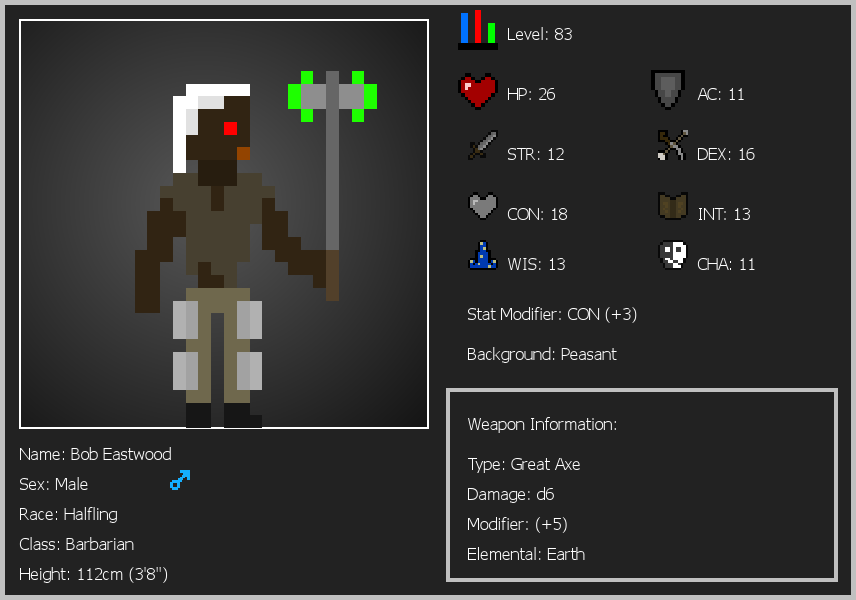 Level: 83
HP: 26
AC: 11
STR: 12
DEX: 16
CON: 18
INT: 13
WIS: 13
CHA: 11
Stat Modifier: CON (+3)
Background: Peasant
Weapon Information:
Type: Great Axe
Damage: d6
Modifier: (+5)
Elemental: Earth
Name: Bob Eastwood
Sex: Male
Race: Halfling
Class: Barbarian
Height: 112cm (3'8")